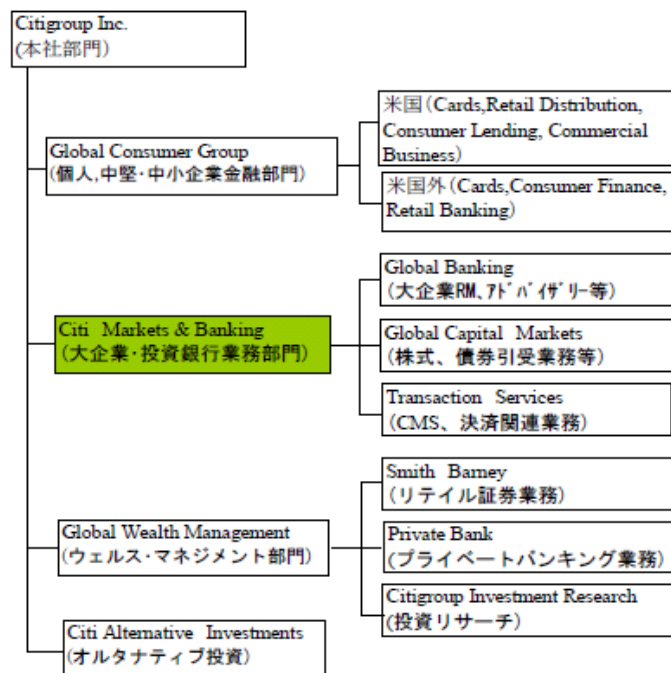 Citigroup Inc.
(本社部門)
Global Consumer Group
(個人,中堅・中小企業金融部門)
米国(Cards,Retail Distribution,
Consumer Lending, Commercial
Business)
米国外(Cards,Consumer Finance,
Retail Banking)
Citi Markets & Banking
(大企業・投資銀行業務部門)
Global Banking
(大企業RM、ｱﾄﾞﾊﾞｲｻﾞﾘｰ等)
Global Capital Markets
(株式、債券引受業務等)
Transaction Services
(CMS、決済関連業務)
Global Wealth Management
(ウェルス・マネジメント部門)
Smith Barney
(リテイル証券業務)
Private Bank
(プライベートバンキング業務)
Citigroup Investment Research
(投資リサーチ)
Citi Alternative Investments
(オルタナティブ投資)